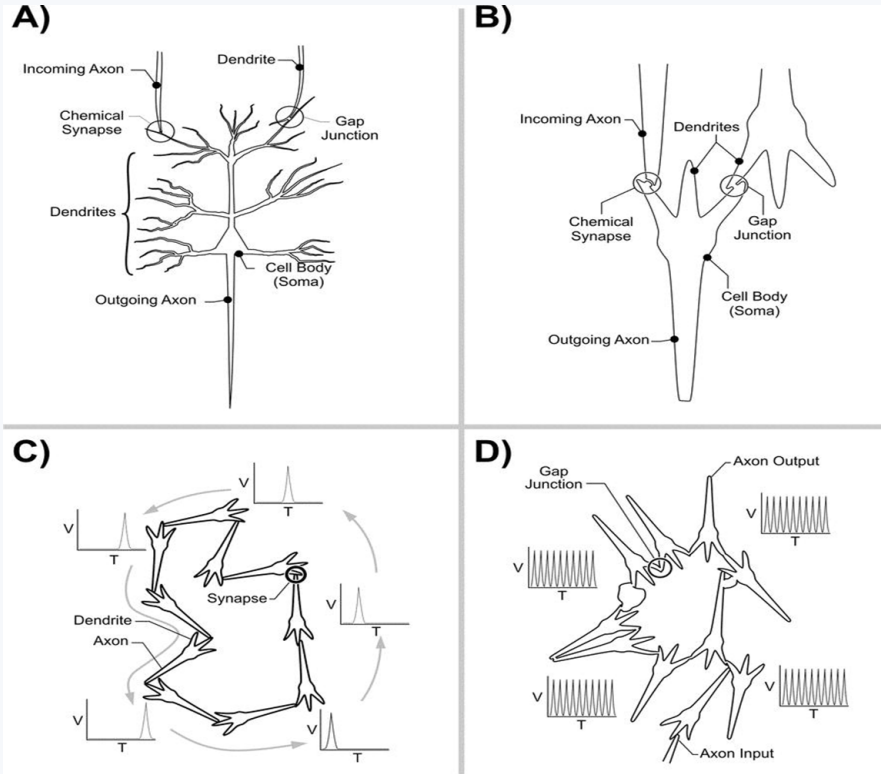 A)
Incoming Axon
Dendrite
Chemical
Synapse
Gap
Junction
Dendrites
Cell Body
(Soma)
Outgoing Axon
B)
Incoming Axon
Dendrites
Chemical
Synapse
Gap
Junction
Cell Body
(Soma)
Outgoing Axon
C)
V
T
V
T
Synapse
V
T
Dendrite
Axon
V
T
V
T
D)
Gap
Junction
Axon Output
V
T
V
T
V
T
V
T
Axon Input